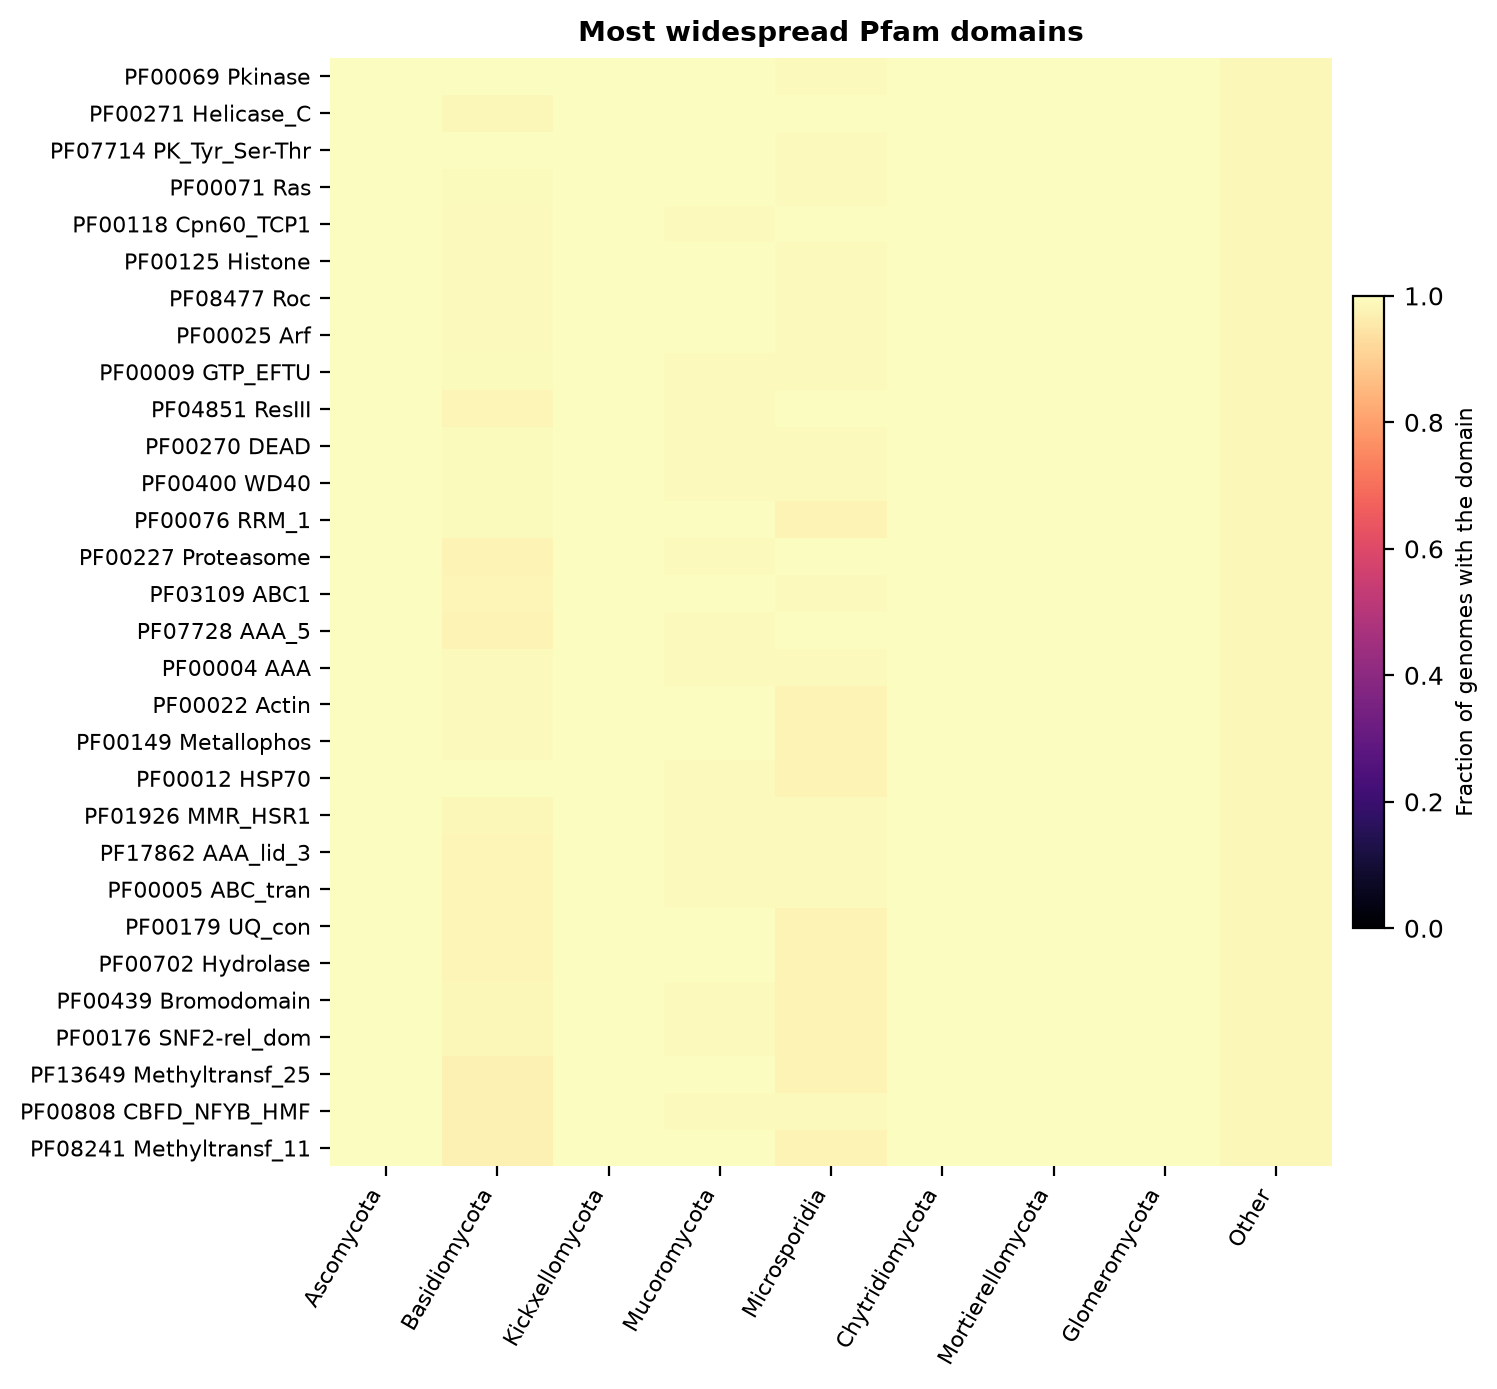 Most widespread Pfam domains
PF00069 Pkinase
PF00271 Helicase_C
PF07714 PK_Tyr_Ser-Thr
PF00071 Ras
PF00118 Cpn60_TCP1
PF00125 Histone
PF08477 Roc
PF00025 Arf
PF00009 GTP_EFTU
PF04851 ResIII
PF00270 DEAD
PF00400 WD40
PF00076 RRM_1
PF00227 Proteasome
PF03109 ABC1
PF07728 AAA_5
PF00004 AAA
PF00022 Actin
PF00149 Metallophos
PF00012 HSP70
PF01926 MMR_HSR1
PF17862 AAA_lid_3
PF00005 ABC_tran
PF00179 UQ_con
PF00702 Hydrolase
PF00439 Bromodomain
PF00176 SNF2-rel_dom
PF13649 Methyltransf_25
PF00808 CBFD_NFYB_HMF
PF08241 Methyltransf_11
Ascomycota
Basidiomycota
Kickxellomycota
Mucoromycota
Microsporidia
Chytridiomycota
Mortierellomycota
Glomeromycota
Other
1.0
0.8
0.6
0.4
0.2
0.0
Fraction of genomes with the domain